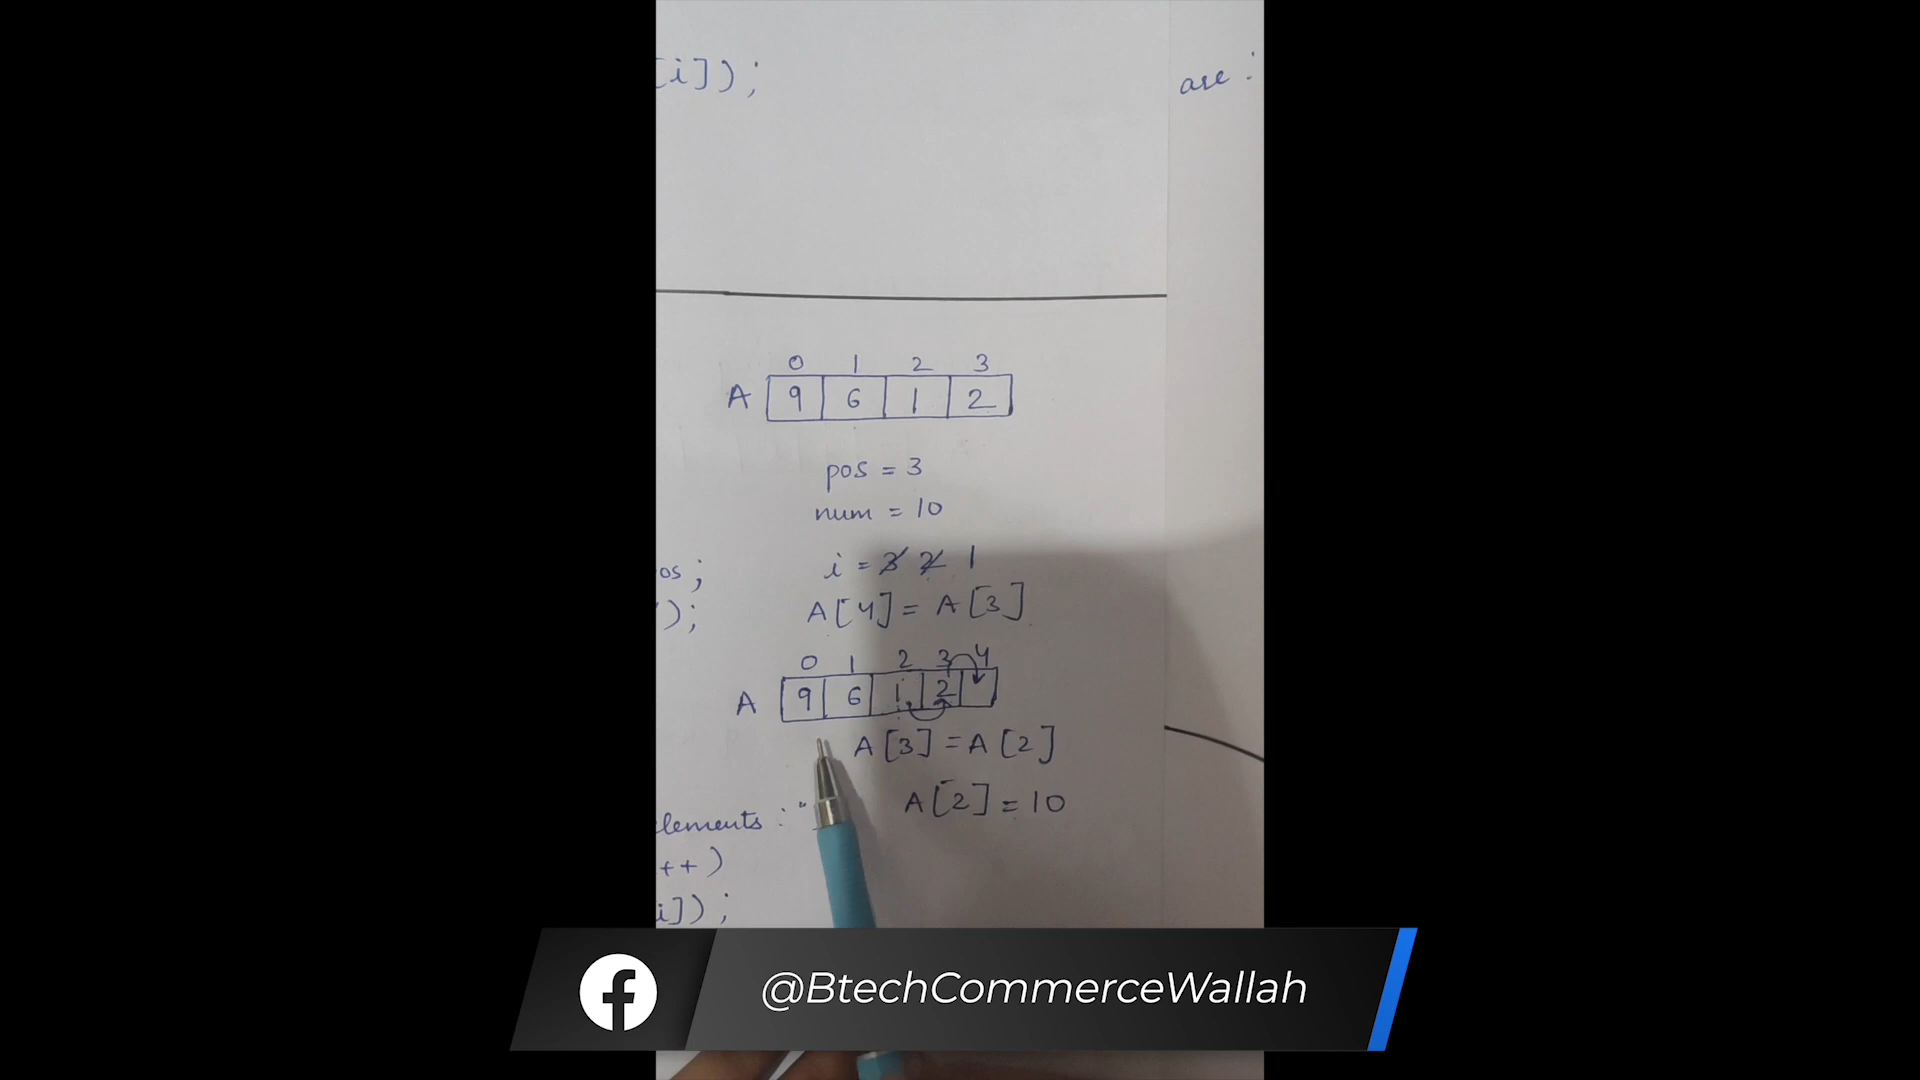 [i]);
are :
0 1 2 3
A 9 6 1 2
pos = 3
num = 10
i = 3 2 1
os ;
A[4] = A[3]
);
0 1 2 3 4
A 9 6 1 2
A[3] = A[2]
A[2] = 10
lements : "
++)
i]);
@BtechCommerceWallah